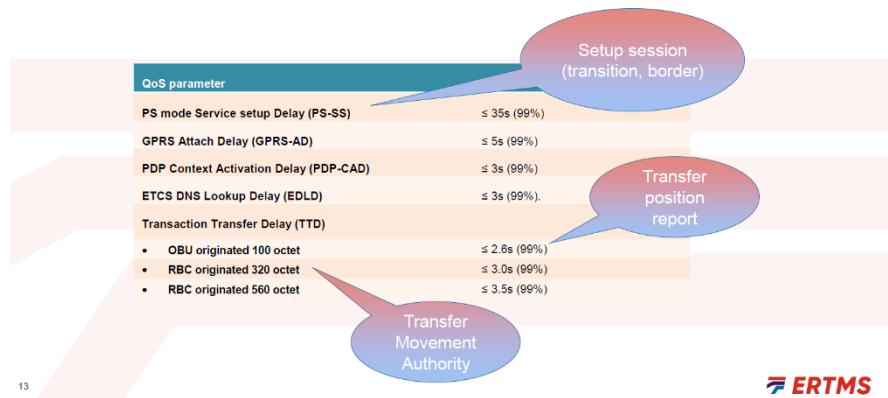 Setup session
(transition, border)
QoS parameter
PS mode Service setup Delay (PS-SS) ≤ 35s (99%)
GPRS Attach Delay (GPRS-AD) ≤ 5s (99%)
PDP Context Activation Delay (PDP-CAD) ≤ 3s (99%)
ETCS DNS Lookup Delay (EDLD) ≤ 3s (99%).
Transfer
position
report
Transaction Transfer Delay (TTD)
• OBU originated 100 octet ≤ 2.6s (99%)
• RBC originated 320 octet ≤ 3.0s (99%)
• RBC originated 560 octet ≤ 3.5s (99%)
Transfer
Movement
Authority
13
ERTMS